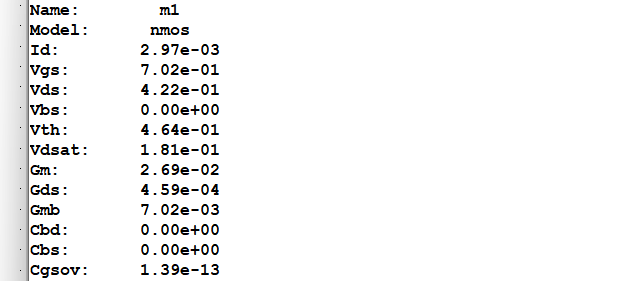 Name: m1
Model: nmos
Id: 2.97e-03
Vgs: 7.02e-01
Vds: 4.22e-01
Vbs: 0.00e+00
Vth: 4.64e-01
Vdsat: 1.81e-01
Gm: 2.69e-02
Gds: 4.59e-04
Gmb 7.02e-03
Cbd: 0.00e+00
Cbs: 0.00e+00
Cgsov: 1.39e-13